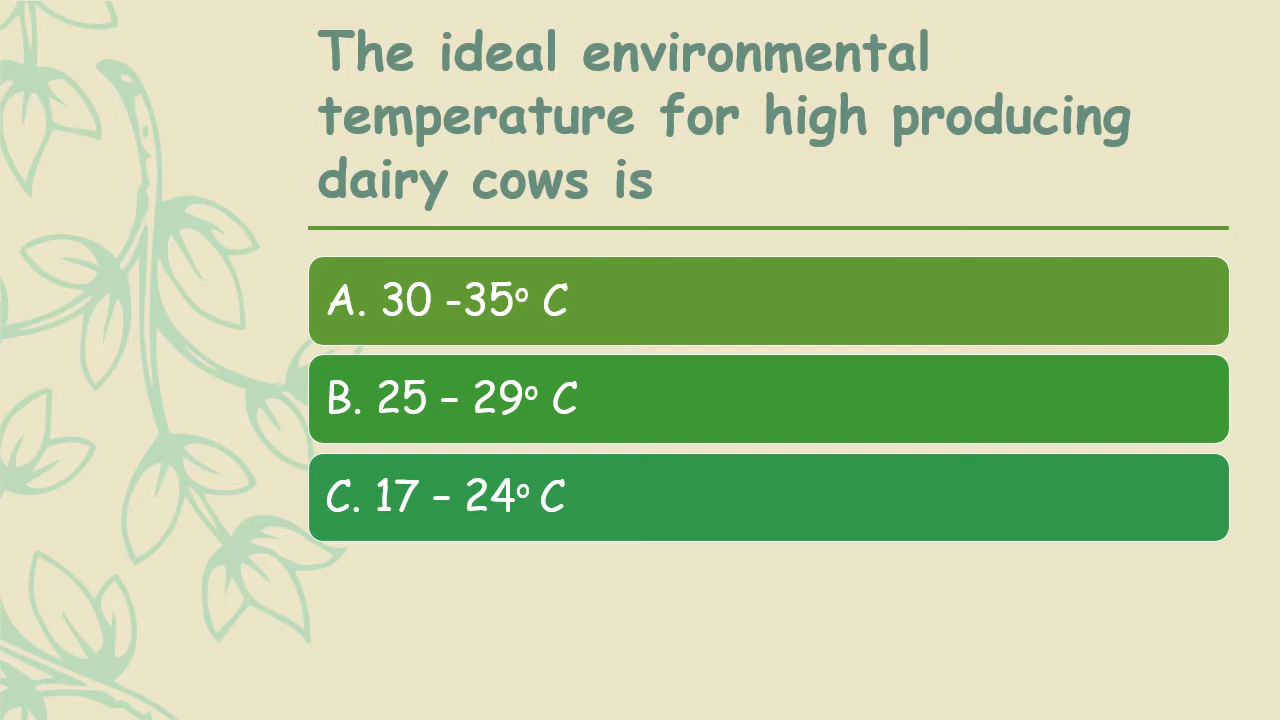 The ideal environmental
temperature for high producing
dairy cows is
A. 30 -35º C
B. 25 – 29º C
C. 17 – 24º C